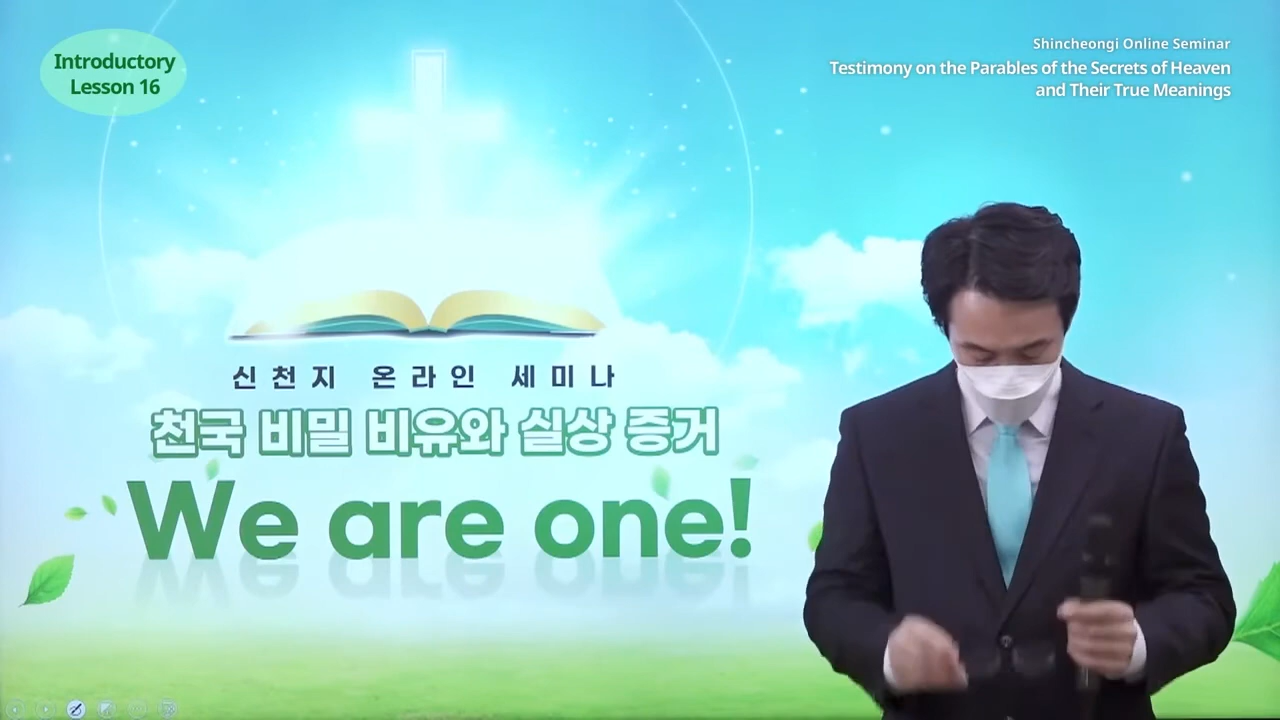 Introductory
Lesson 16
Shincheongi Online Seminar
Testimony on the Parables of the Secrets of Heaven
and Their True Meanings
신천지 온라인 세미나
천국 비밀 비유와 실상 증거
We are one!